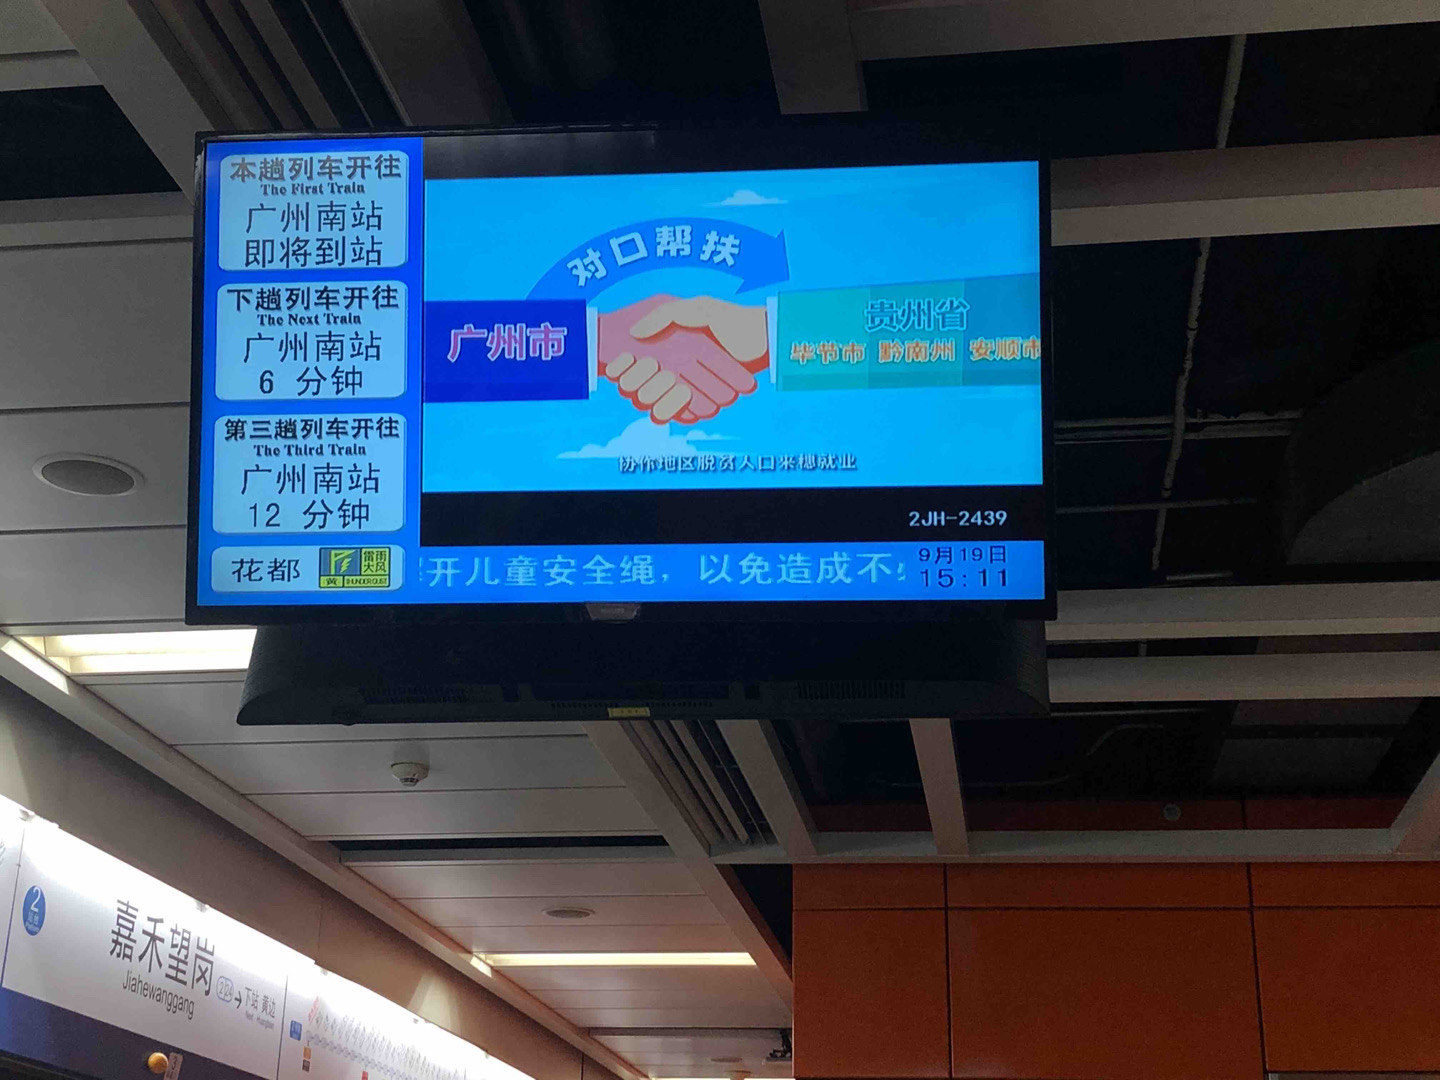 本趟列车开往
The First Train
广州南站
即将到站
下趟列车开往
The Next Train
广州南站
6 分钟
第三趟列车开往
The Third Train
广州南站
12 分钟
花都
雷雨
大风
黄
THUNDER GUST
对口帮扶
广州市
贵州省
毕节市 黔南州 安顺市
协作地区脱贫人口来穗就业
2JH-2439
开儿童安全绳，以免造成不
9月19日
15:11
2
嘉禾望岗
Jiahewanggang
下站 黄边
3